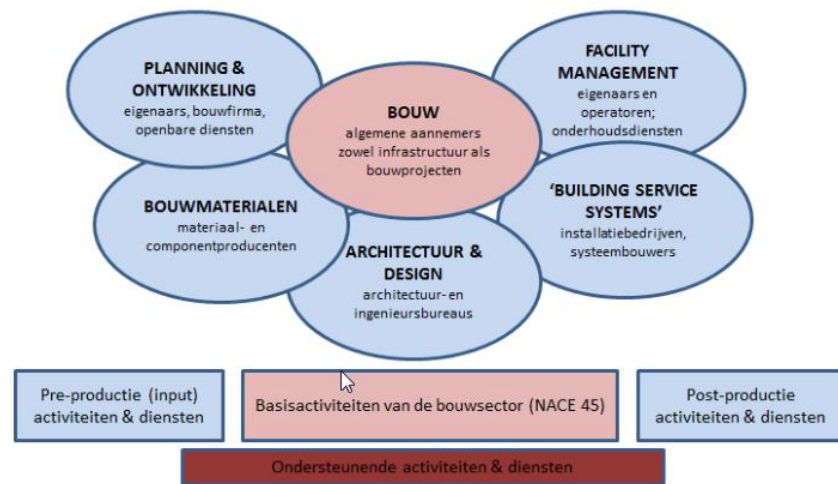 PLANNING &
ONTWIKKELING
eigenaars, bouwfirma,
openbare diensten
BOUW
algemene aannemers
zowel infrastructuur als
bouwprojecten
FACILITY
MANAGEMENT
eigenaars en
operatoren;
onderhoudsdiensten
BOUWMATERIALEN
materiaal- en
componentproducenten
ARCHITECTUUR &
DESIGN
architectuur- en
ingenieursbureaus
‘BUILDING SERVICE
SYSTEMS’
installatiebedrijven,
systeembouwers
Pre-productie (input)
activiteiten & diensten
Basisactiviteiten van de bouwsector (NACE 45)
Post-productie
activiteiten & diensten
Ondersteunende activiteiten & diensten